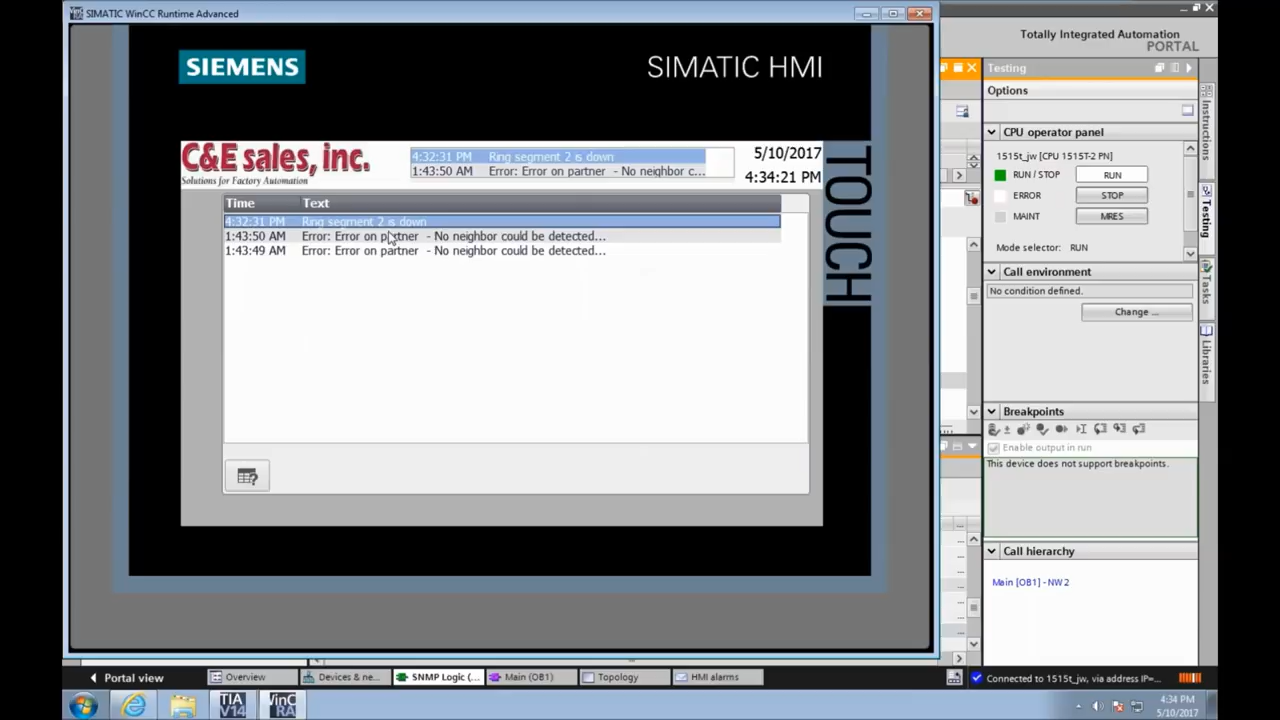 SIMATIC WinCC Runtime Advanced
SIEMENS
SIMATIC HMI
TOUCH
C&E sales, inc.
Solutions for Factory Automation
4:32:31 PM Ring segment 2 is down
1:43:50 AM Error: Error on partner - No neighbor c...
5/10/2017
4:34:21 PM
Time Text
4:32:31 PM Ring segment 2 is down
1:43:50 AM Error: Error on partner - No neighbor could be detected...
1:43:49 AM Error: Error on partner - No neighbor could be detected...
Totally Integrated Automation
PORTAL
Testing
Options
CPU operator panel
1515t_jw [CPU 1515T-2 PN]
RUN / STOP RUN
ERROR STOP
MAINT MRES
Mode selector: RUN
Call environment
No condition defined.
Change ...
Breakpoints
Enable output in run
This device does not support breakpoints.
Call hierarchy
Main [OB1] - NW 2
Instructions
Testing
Tasks
Libraries
Portal view
Overview
Devices & ne...
SNMP Logic (...
Main (OB1)
Topology
HMI alarms
Connected to 1515t_jw, via address IP=...
TIA
V14
WinC
RA
4:34 PM
5/10/2017